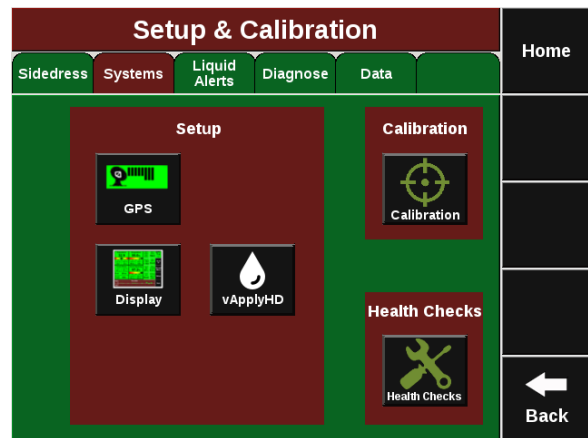 Setup & Calibration
Home
Sidedress
Systems
Liquid
Alerts
Diagnose
Data
Setup
Calibration
GPS
Calibration
Display
vApplyHD
Health Checks
Health Checks
Back